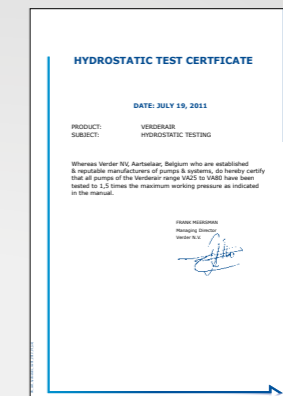 HYDROSTATIC TEST CERTFICATE
DATE: JULY 19, 2011
PRODUCT: VERDERAIR
SUBJECT: HYDROSTATIC TESTING
Whereas Verder NV, Aartselaar, Belgium who are established
& reputable manufacturers of pumps & systems, do hereby certify
that all pumps of the Verderair range VA25 to VA80 have been
tested to 1,5 times the maximum working pressure as indicated
in the manual.
FRANK MEERSMAN
Managing Director
Verder N.V.